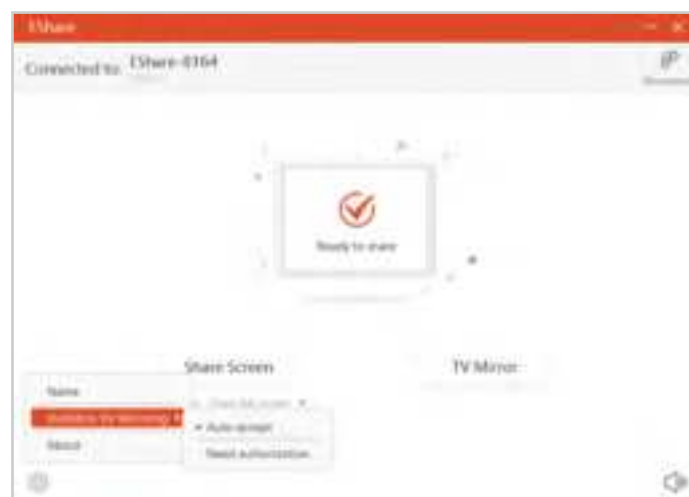 EShare
Connected to: EShare-0164
Ready to share
Share Screen
TV Mirror
Name
Auto accept
Need authorization
About